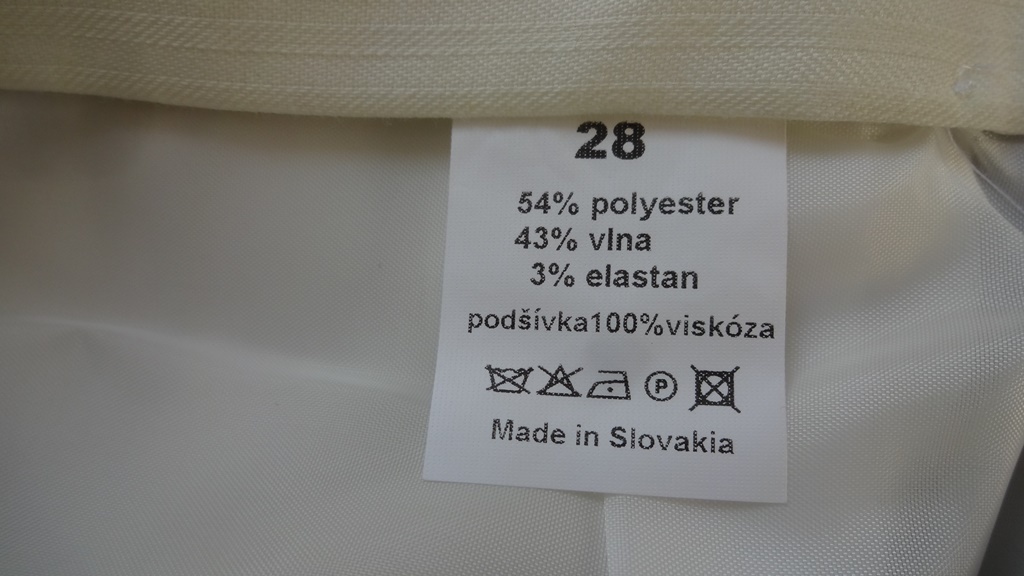 28
54% polyester
43% vlna
3% elastan
podšívka100%viskóza
P
Made in Slovakia